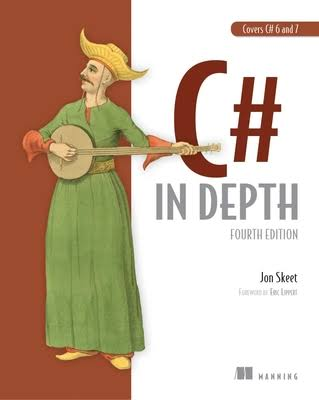 Covers C# 6 and 7
C#
IN DEPTH
FOURTH EDITION
Jon Skeet
FOREWORD BY ERIC LIPPERT
MANNING